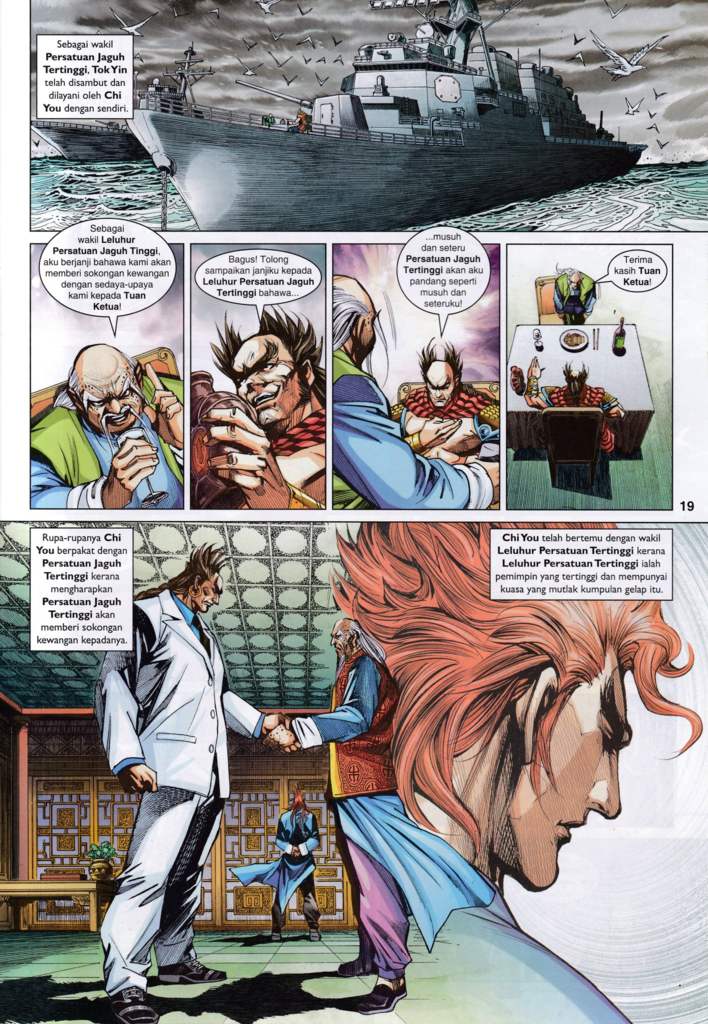 Sebagai wakil
Persatuan Jaguh
Tertinggi, Tok Yin
telah disambut dan
dilayani oleh Chi
You dengan sendiri.
Sebagai
wakil Leluhur
Persatuan Jaguh Tinggi,
aku berjanji bahawa kami akan
memberi sokongan kewangan
dengan sedaya-upaya
kami kepada Tuan
Ketua!
Bagus! Tolong
sampaikan janjiku kepada
Leluhur Persatuan Jaguh
Tertinggi bahawa...
...musuh
dan seteru
Persatuan Jaguh
Tertinggi akan aku
pandang seperti
musuh dan
seteruku!
Terima
kasih Tuan
Ketua!
19
Rupa-rupanya Chi
You berpakat dengan
Persatuan Jaguh
Tertinggi kerana
mengharapkan
Persatuan Jaguh
Tertinggi akan
memberi sokongan
kewangan kepadanya.
Chi You telah bertemu dengan wakil
Leluhur Persatuan Tertinggi kerana
Leluhur Persatuan Tertinggi ialah
pemimpin yang tertinggi dan mempunyai
kuasa yang mutlak kumpulan gelap itu.